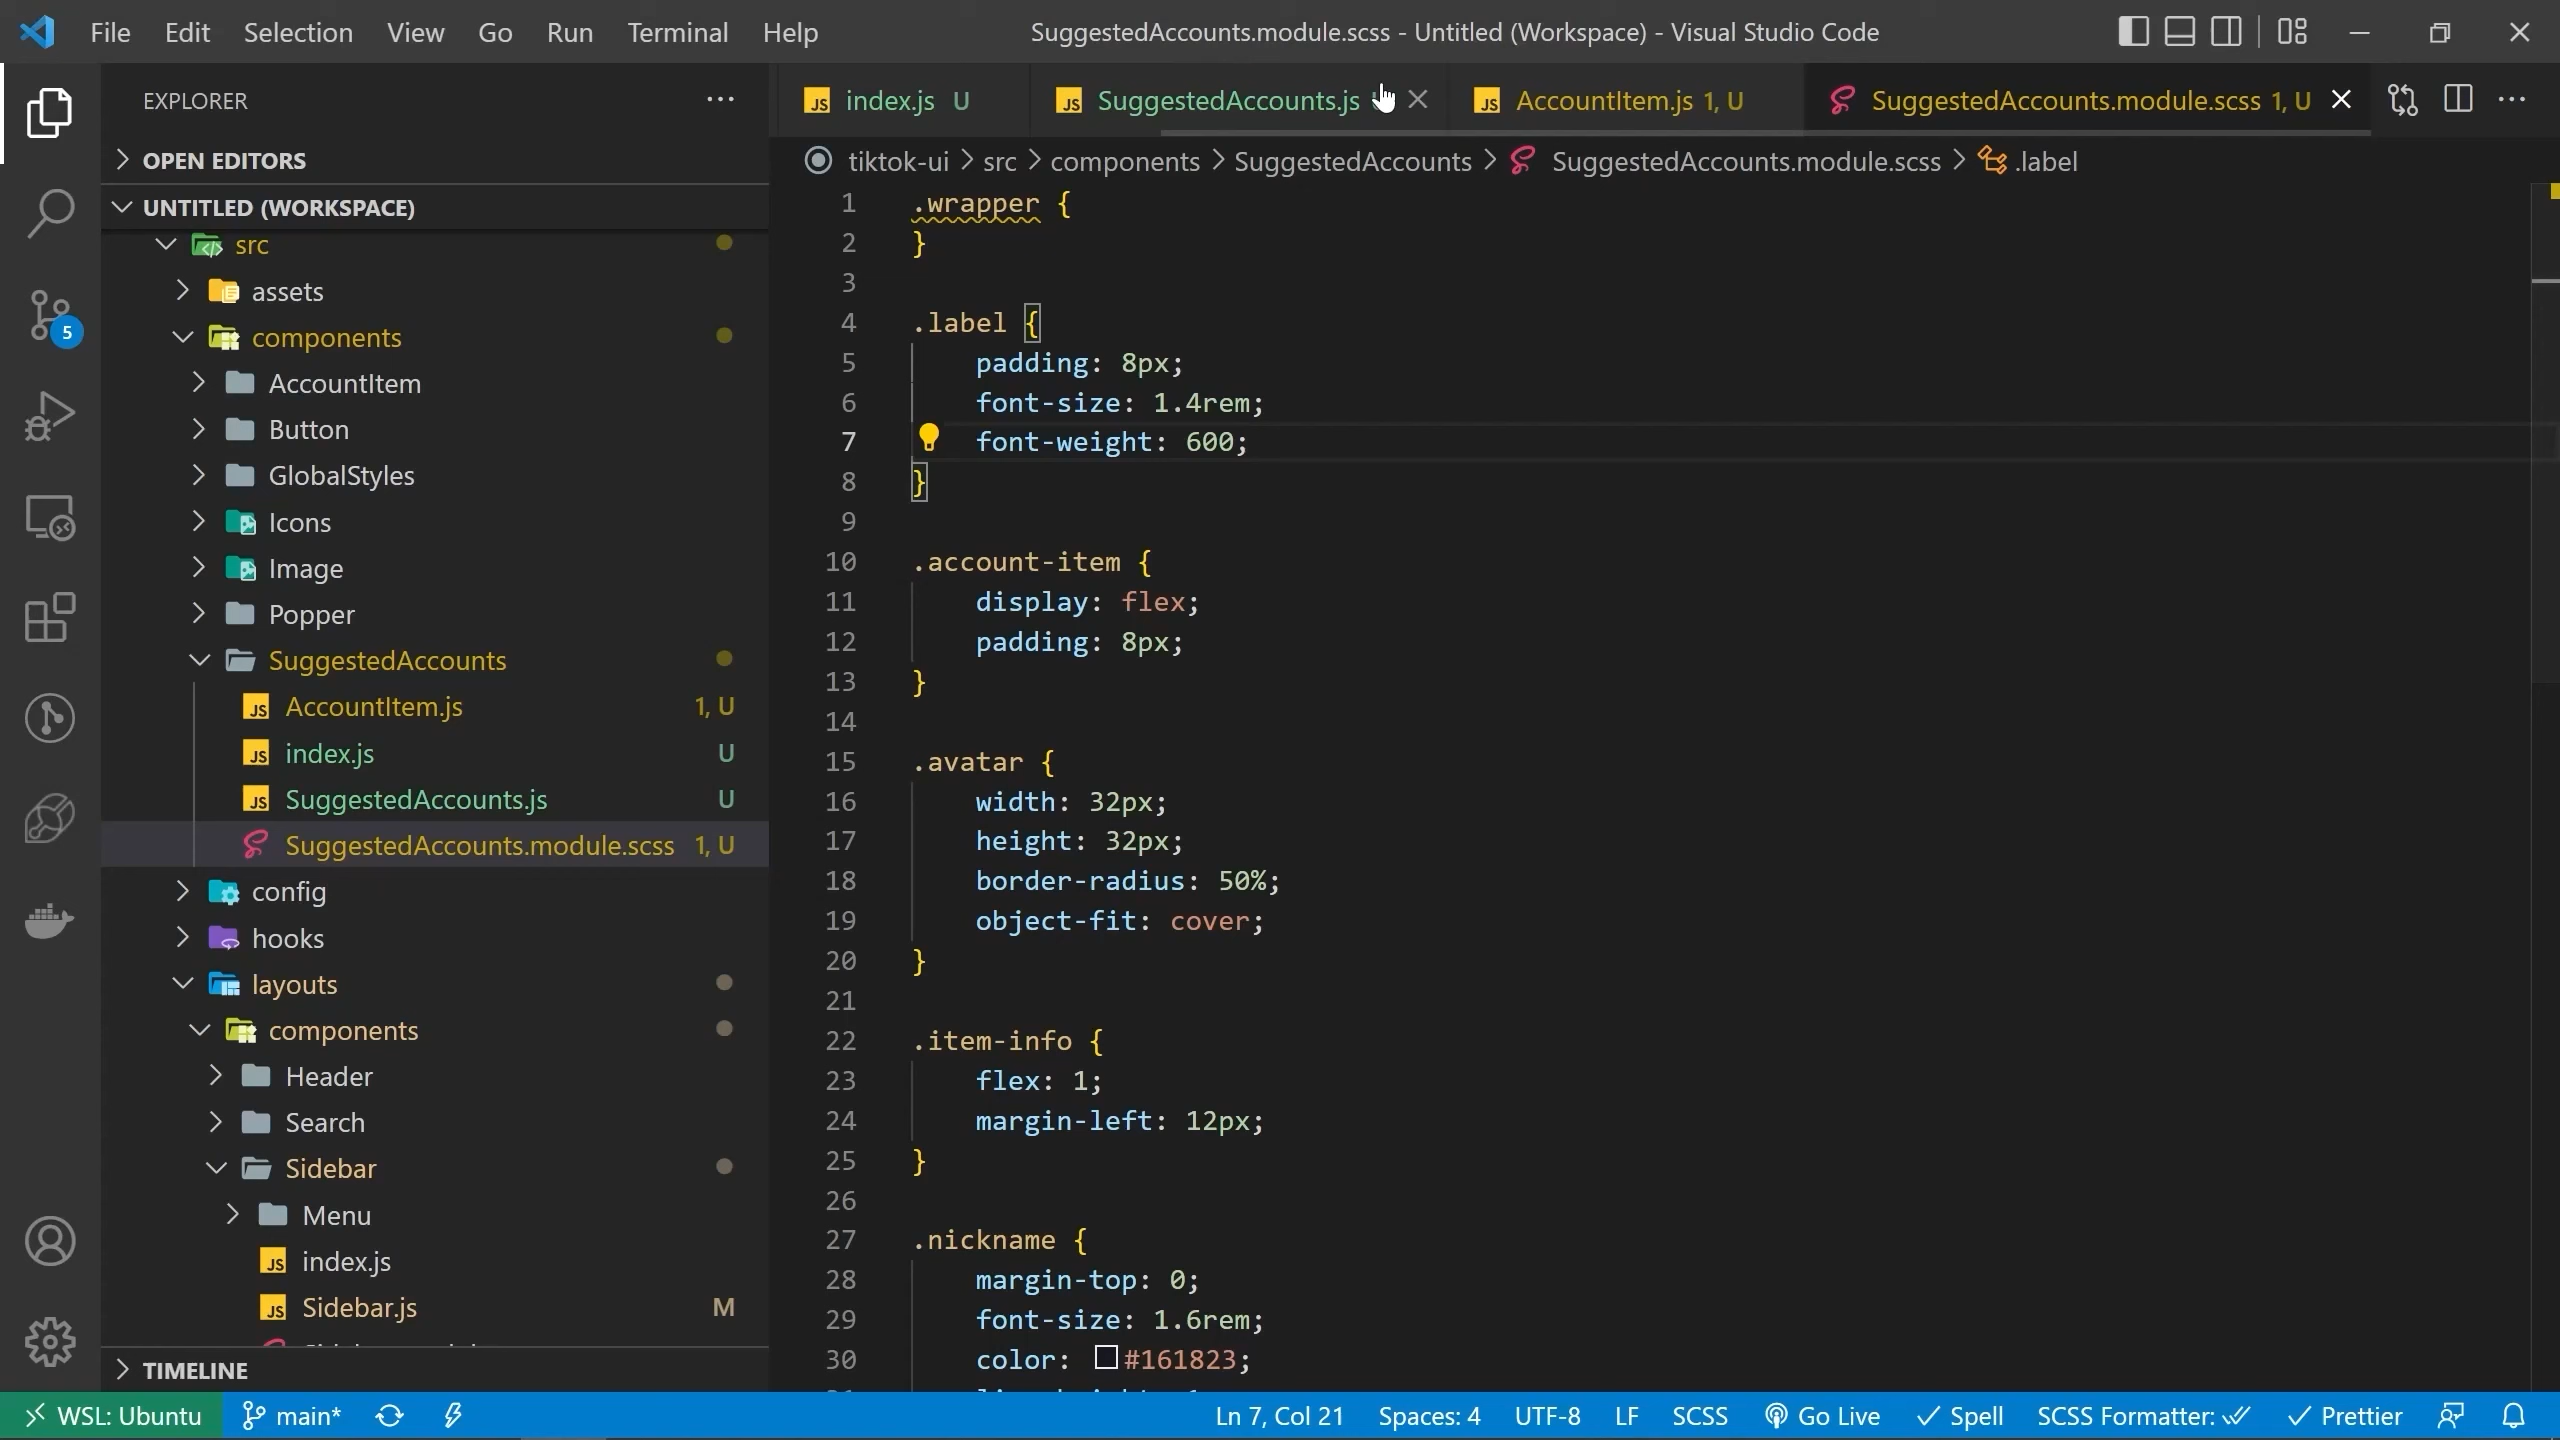 File Edit Selection View Go Run Terminal Help
SuggestedAccounts.module.scss - Untitled (Workspace) - Visual Studio Code
EXPLORER
OPEN EDITORS
UNTITLED (WORKSPACE)
src
assets
components
AccountItem
Button
GlobalStyles
Icons
Image
Popper
SuggestedAccounts
AccountItem.js 1, U
index.js U
SuggestedAccounts.js U
SuggestedAccounts.module.scss 1, U
config
hooks
layouts
components
Header
Search
Sidebar
Menu
index.js
Sidebar.js M
TIMELINE
5
index.js U
SuggestedAccounts.js
AccountItem.js 1, U
SuggestedAccounts.module.scss 1, U
tiktok-ui > src > components > SuggestedAccounts > SuggestedAccounts.module.scss > .label
1 .wrapper {
2 }
3
4 .label {
5 padding: 8px;
6 font-size: 1.4rem;
7 font-weight: 600;
8 }
9
10 .account-item {
11 display: flex;
12 padding: 8px;
13 }
14
15 .avatar {
16 width: 32px;
17 height: 32px;
18 border-radius: 50%;
19 object-fit: cover;
20 }
21
22 .item-info {
23 flex: 1;
24 margin-left: 12px;
25 }
26
27 .nickname {
28 margin-top: 0;
29 font-size: 1.6rem;
30 color: #161823;
WSL: Ubuntu main* Ln 7, Col 21 Spaces: 4 UTF-8 LF SCSS Go Live Spell SCSS Formatter: Prettier